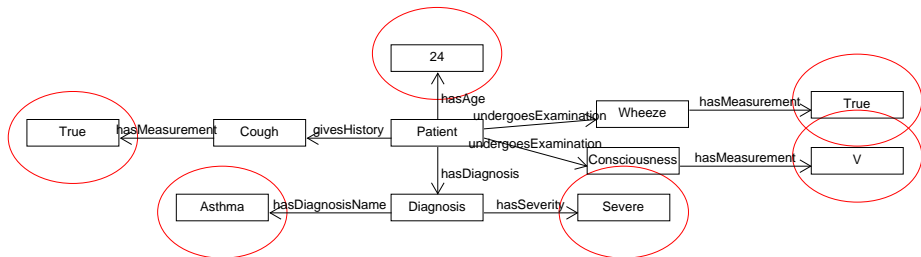 24
hasAge
undergoesExamination
Wheeze
hasMeasurement
True
True
hasMeasurement
Cough
givesHistory
Patient
undergoesExamination
Consciousness
hasMeasurement
V
hasDiagnosis
Asthma
hasDiagnosisName
Diagnosis
hasSeverity
Severe